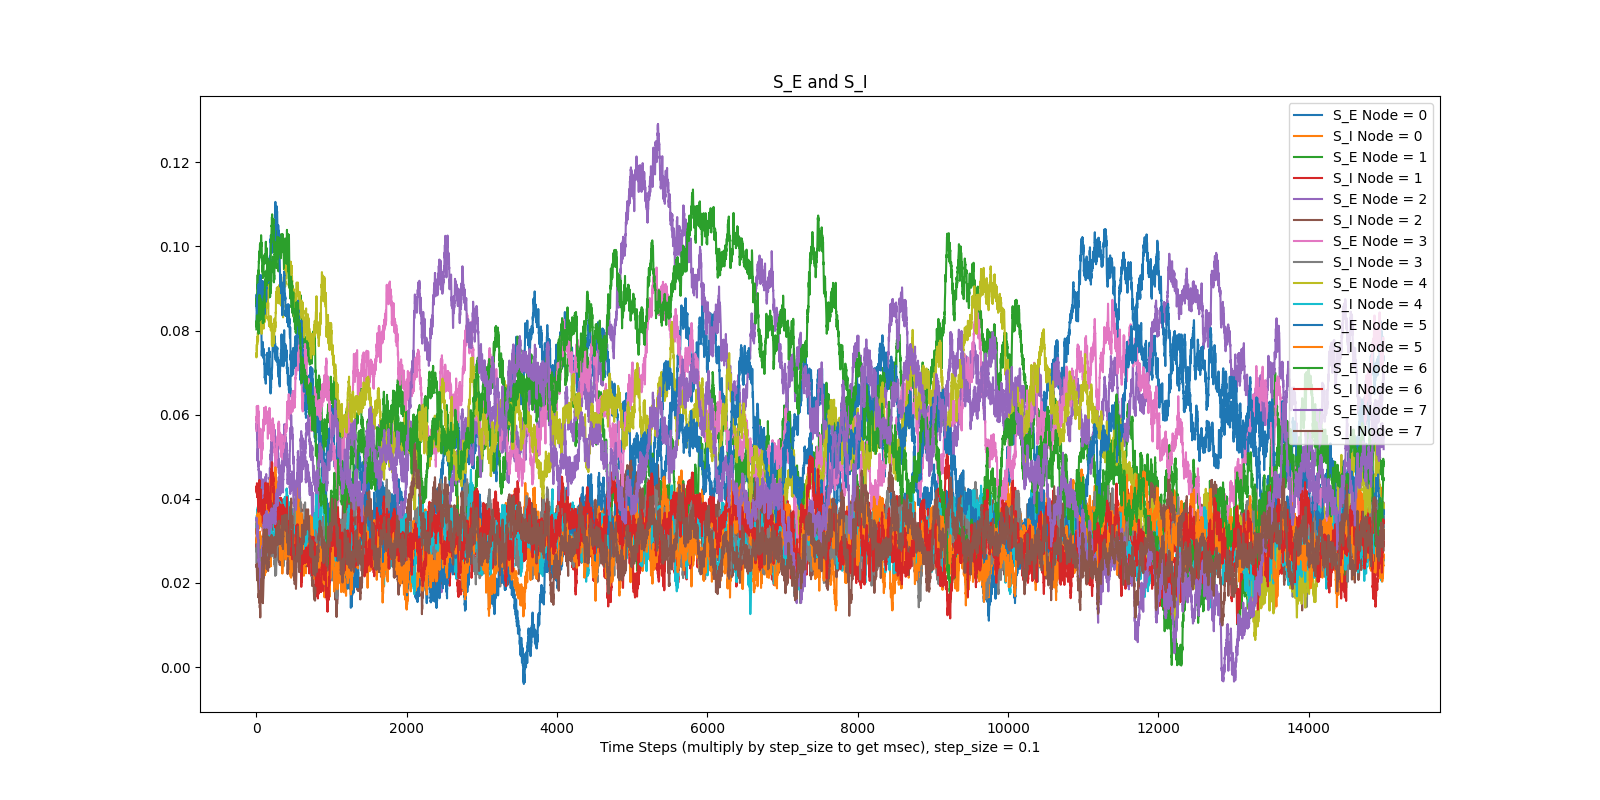 S_E and S_I
S_E Node = 0
S_I Node = 0
S_E Node = 1
S_I Node = 1
S_E Node = 2
S_I Node = 2
S_E Node = 3
S_I Node = 3
S_E Node = 4
S_I Node = 4
S_E Node = 5
S_I Node = 5
S_E Node = 6
S_I Node = 6
S_E Node = 7
S_I Node = 7
0.12
0.10
0.08
0.06
0.04
0.02
0.00
0 2000 4000 6000 8000 10000 12000 14000
Time Steps (multiply by step_size to get msec), step_size = 0.1